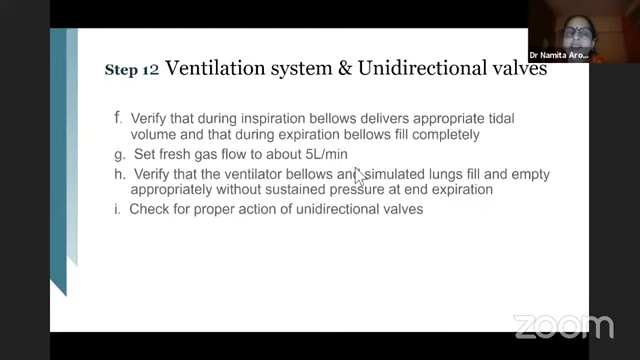 Dr Namita Aro...
Step 12 Ventilation system & Unidirectional valves
f. Verify that during inspiration bellows delivers appropriate tidal
volume and that during expiration bellows fill completely
g. Set fresh gas flow to about 5L/min
h. Verify that the ventilator bellows and simulated lungs fill and empty
appropriately without sustained pressure at end expiration
i. Check for proper action of unidirectional valves
zoom